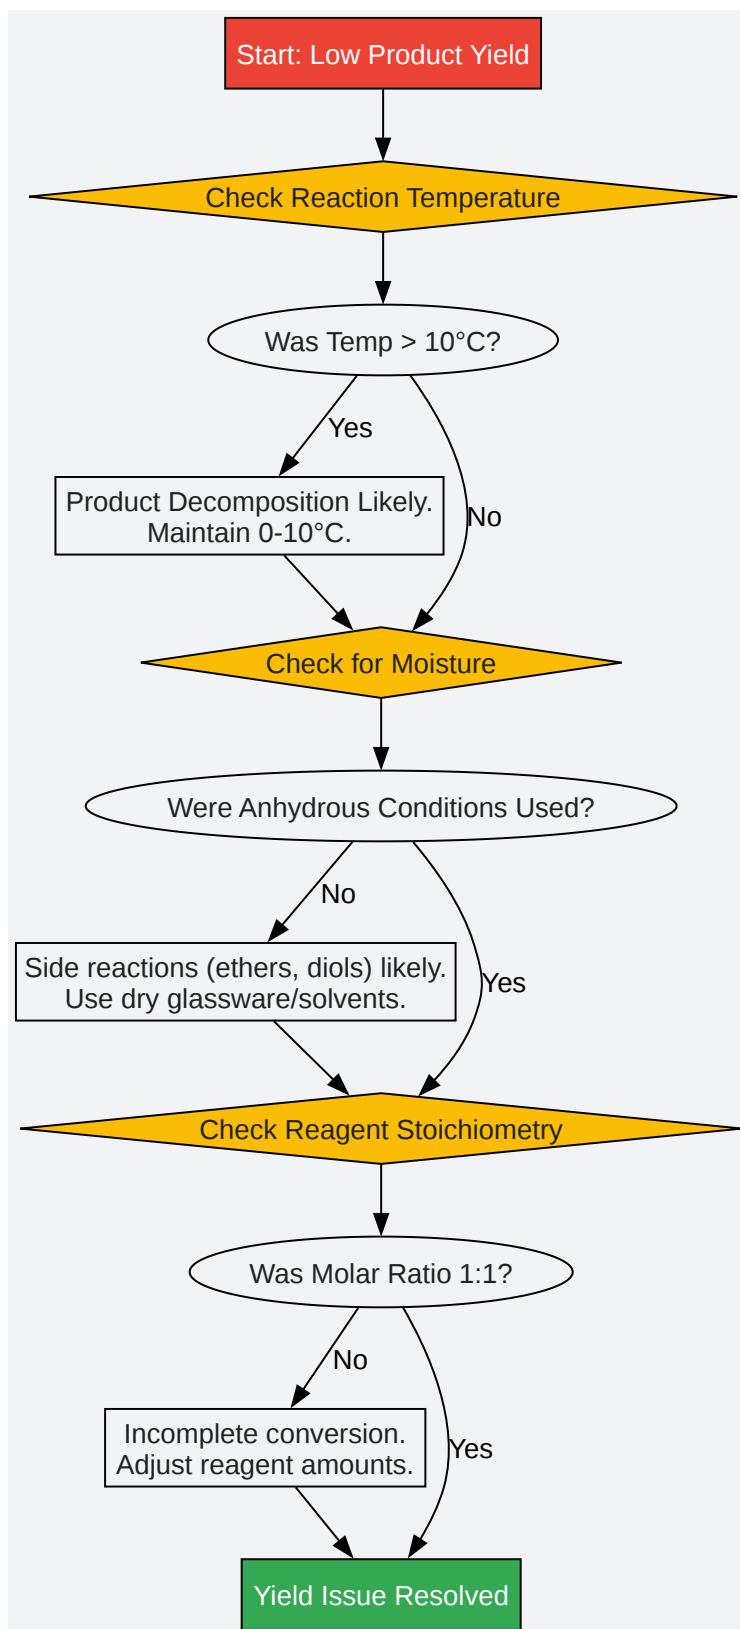 Start: Low Product Yield
Check Reaction Temperature
Was Temp > 10°C?
Yes
Product Decomposition Likely.
Maintain 0-10°C.
No
Check for Moisture
Were Anhydrous Conditions Used?
No
Side reactions (ethers, diols) likely.
Use dry glassware/solvents.
Yes
Check Reagent Stoichiometry
Was Molar Ratio 1:1?
No
Incomplete conversion.
Adjust reagent amounts.
Yes
Yield Issue Resolved